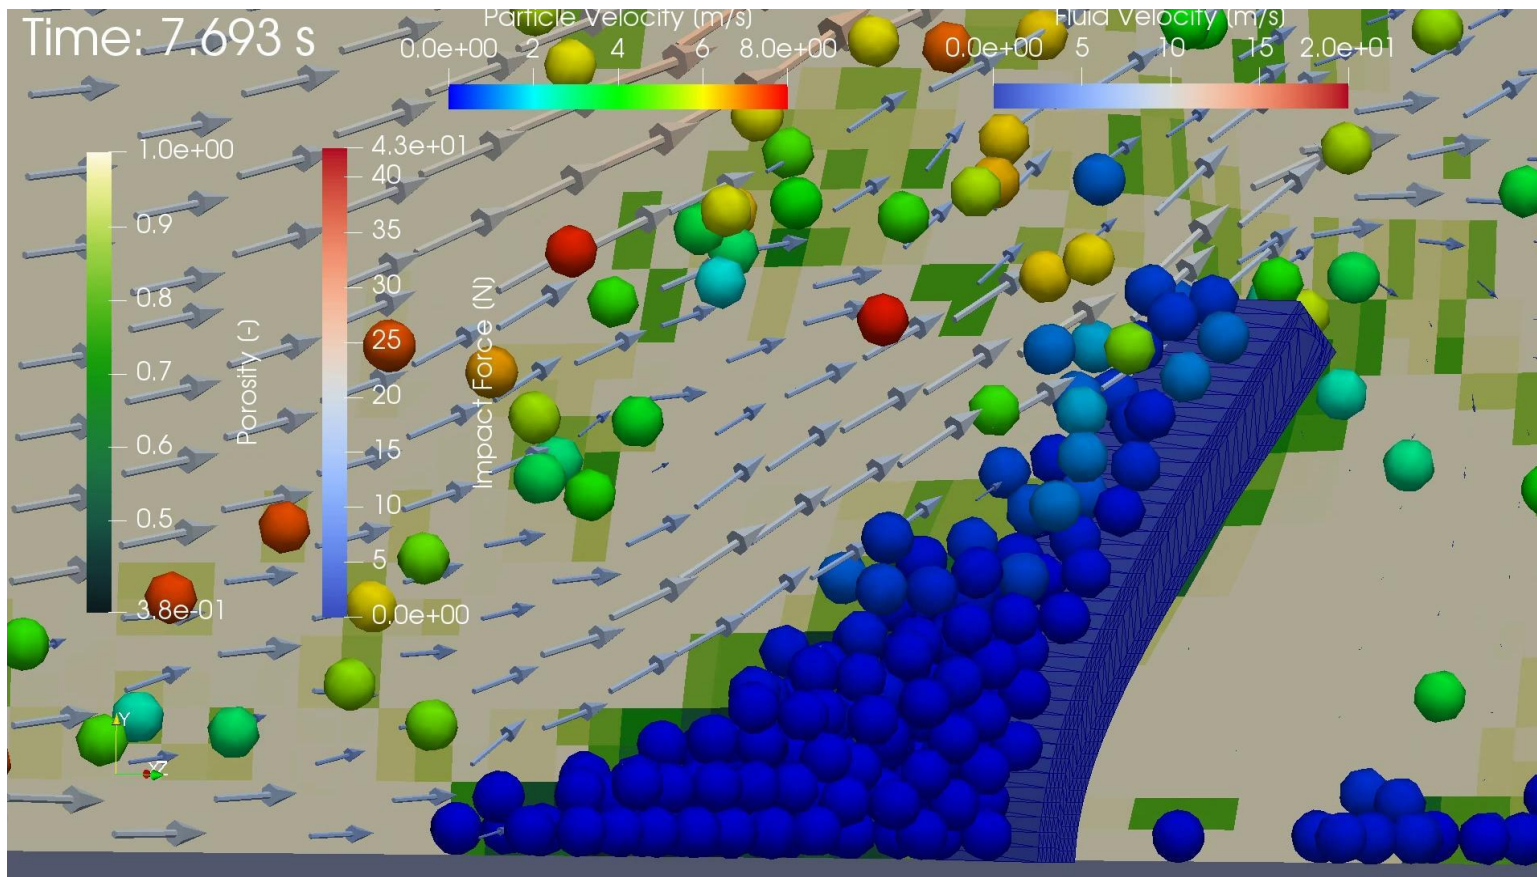 Time: 7.693 s
Particle Velocity (m/s)
0.0e+00 2 4 6 8.0e+00
Fluid Velocity (m/s)
0.0e+00 5 10 15 2.0e+01
1.0e+00
0.9
0.8
0.7
0.6
0.5
3.8e-01
Porosity (-)
4.3e+01
40
35
30
25
20
15
10
5
0.0e+00
Impact Force (N)
Y